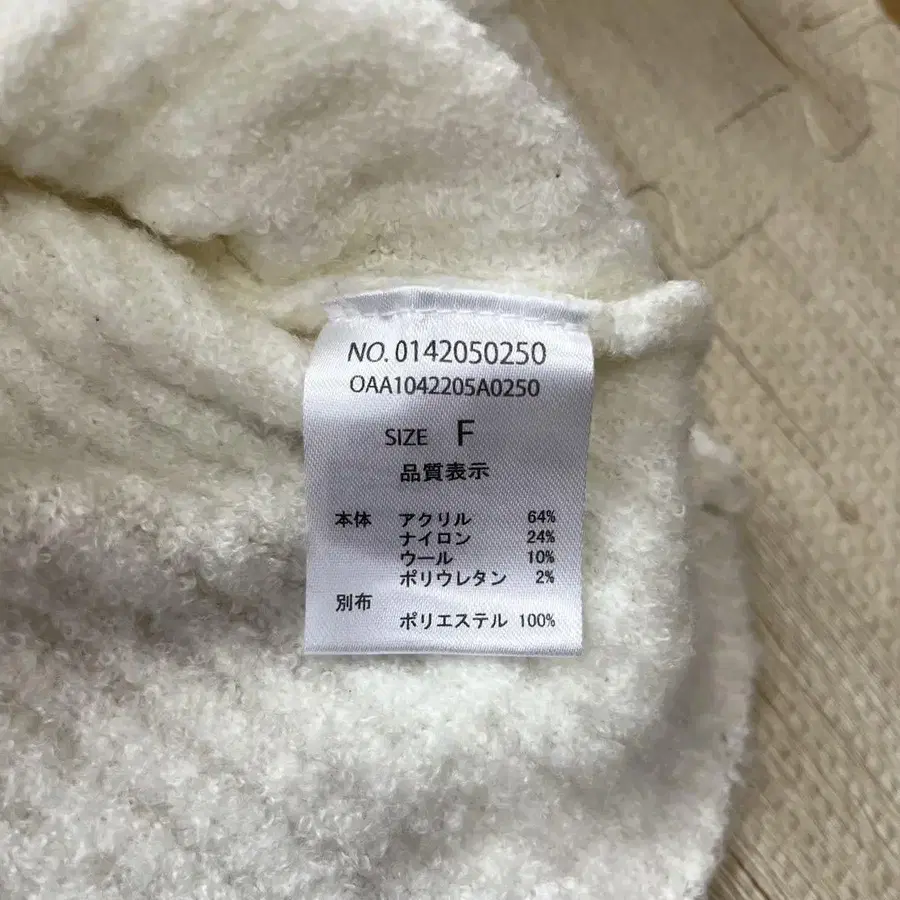 NO. 0142050250
OAA1042205A0250
SIZE F
品質表示
本体 アクリル 64%
ナイロン 24%
ウール 10%
ポリウレタン 2%
別布
ポリエステル 100%